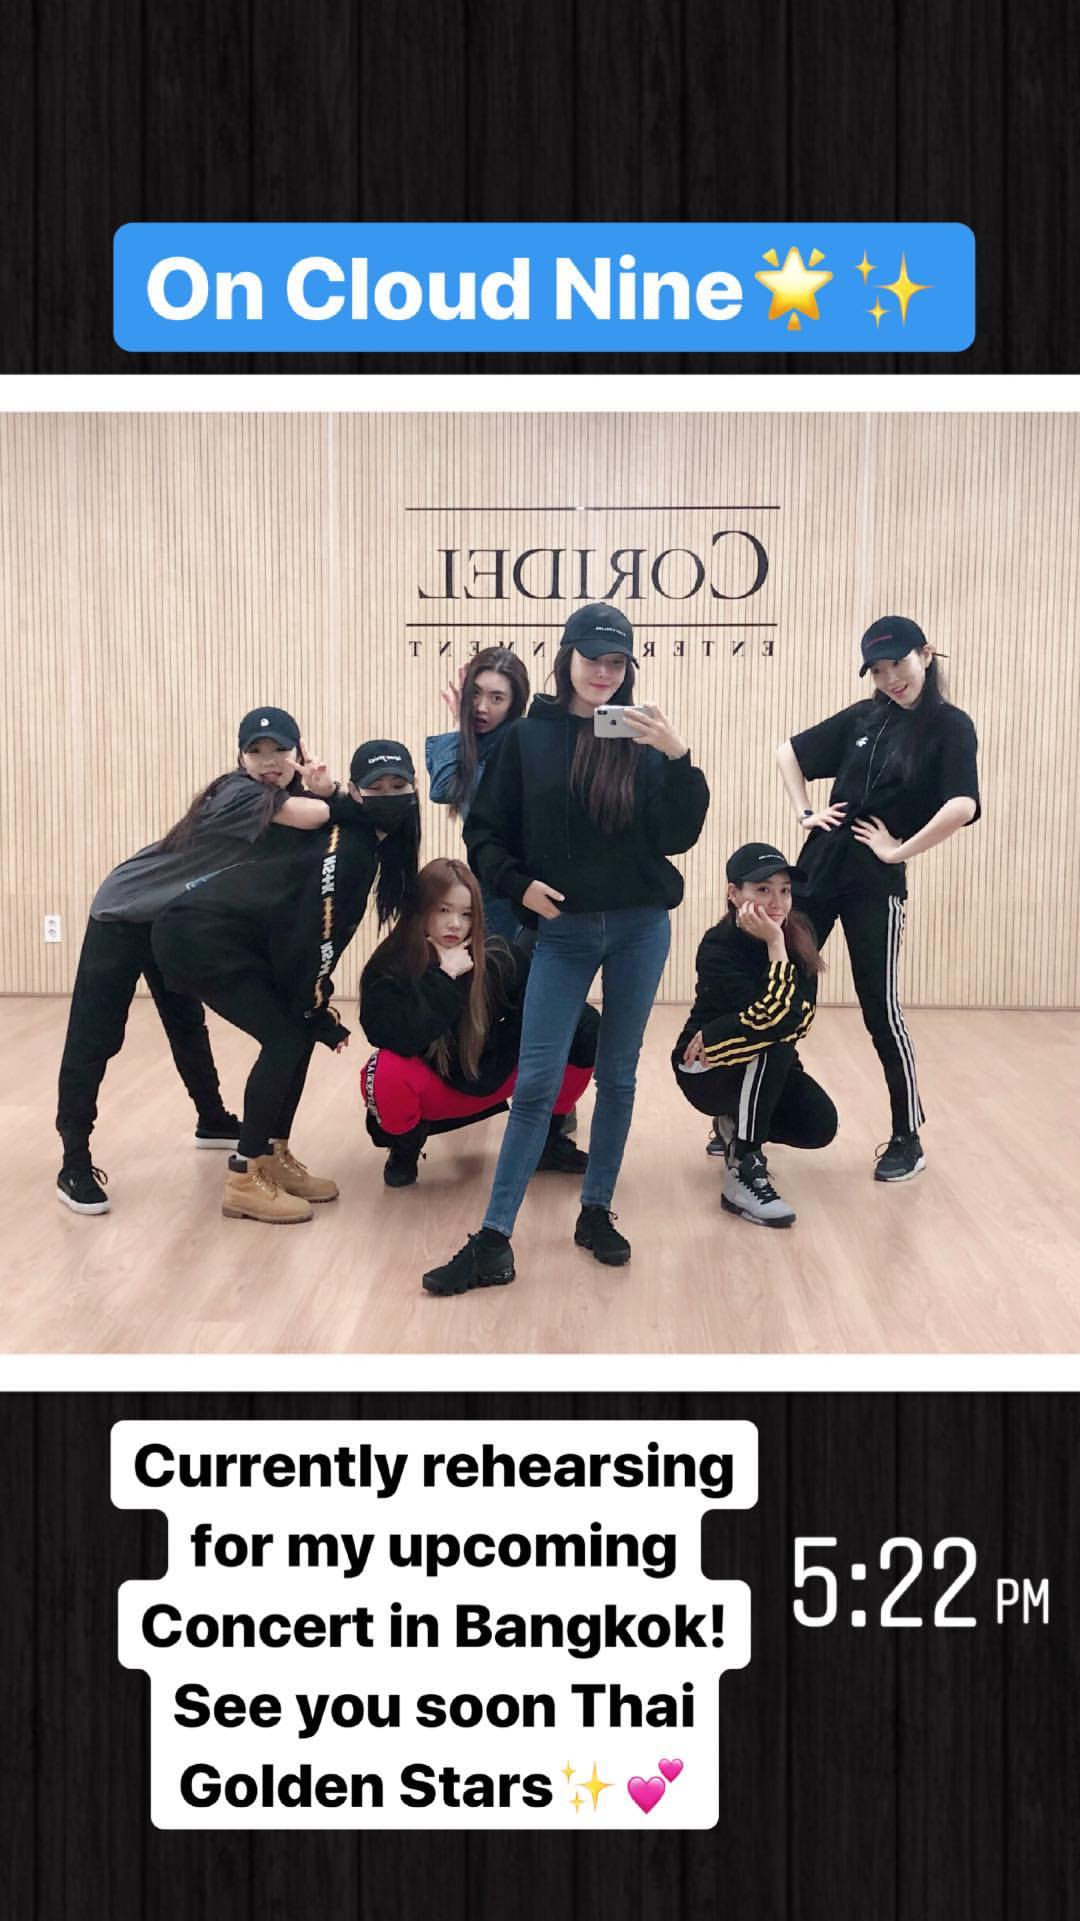 On Cloud Nine🌟✨
CORIDEL
Currently rehearsing
for my upcoming
Concert in Bangkok!
See you soon Thai
Golden Stars✨💕
5:22 PM